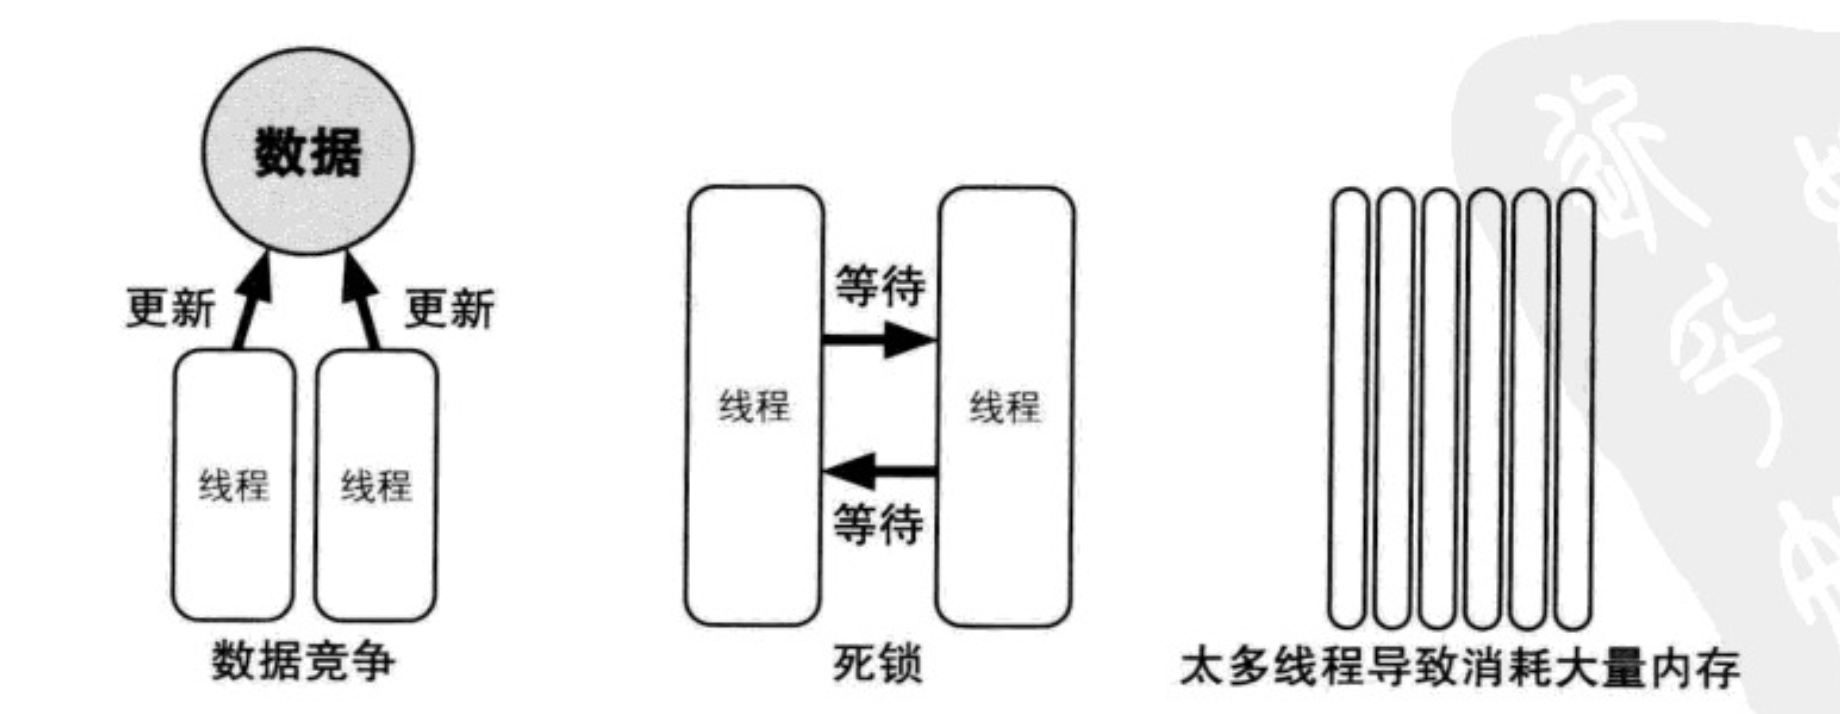 数据
更新 更新
线程 线程
数据竞争
等待
线程 线程
等待
死锁
太多线程导致消耗大量内存